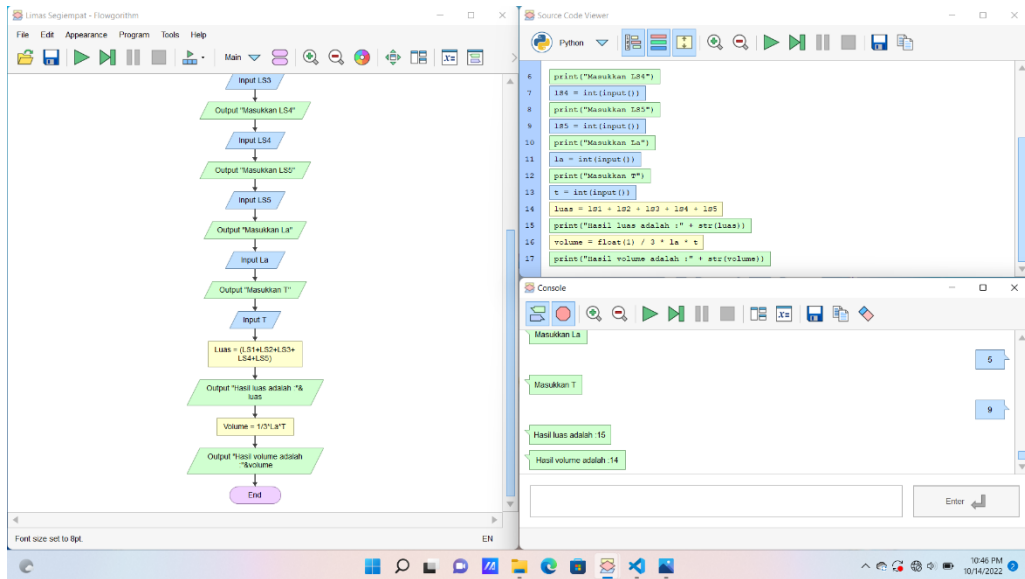 Limas Segiempat - Flowgorithm
File Edit Appearance Program Tools Help
Main
Input LS3
Output "Masukkan LS4"
Input LS4
Output "Masukkan LS5"
Input LS5
Output "Masukkan La"
Input La
Output "Masukkan T"
Input T
Luas = (LS1+LS2+LS3+
LS4+LS5)
Output "Hasil luas adalah :"&
luas
Volume = 1/3*La*T
Output "Hasil volume adalah
:"&volume
End
Font size set to 8pt.
EN
Source Code Viewer
Python
6 print("Masukkan LS4")
7 lS4 = int(input())
8 print("Masukkan LS5")
9 lS5 = int(input())
10 print("Masukkan La")
11 la = int(input())
12 print("Masukkan T")
13 t = int(input())
14 luas = lS1 + lS2 + lS3 + lS4 + lS5
15 print("Hasil luas adalah :" + str(luas))
16 volume = float(1) / 3 * la * t
17 print("Hasil volume adalah :" + str(volume))
Console
Masukkan La
5
Masukkan T
9
Hasil luas adalah :15
Hasil volume adalah :14
Enter
10:46 PM
10/14/2022
2